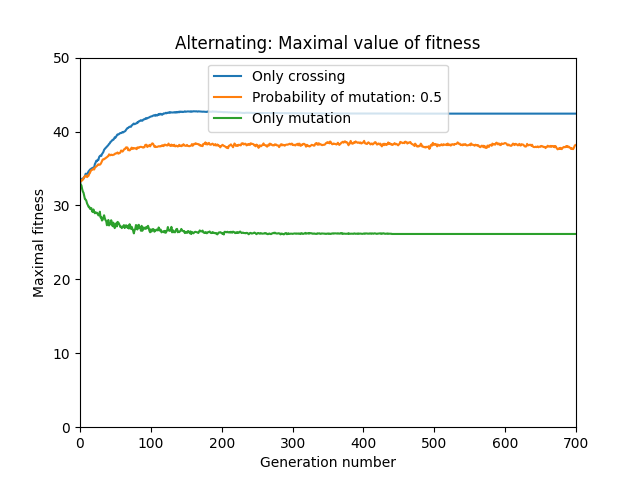 Alternating: Maximal value of fitness
Only crossing
Probability of mutation: 0.5
Only mutation
Maximal fitness
50
40
30
20
10
0
0 100 200 300 400 500 600 700
Generation number